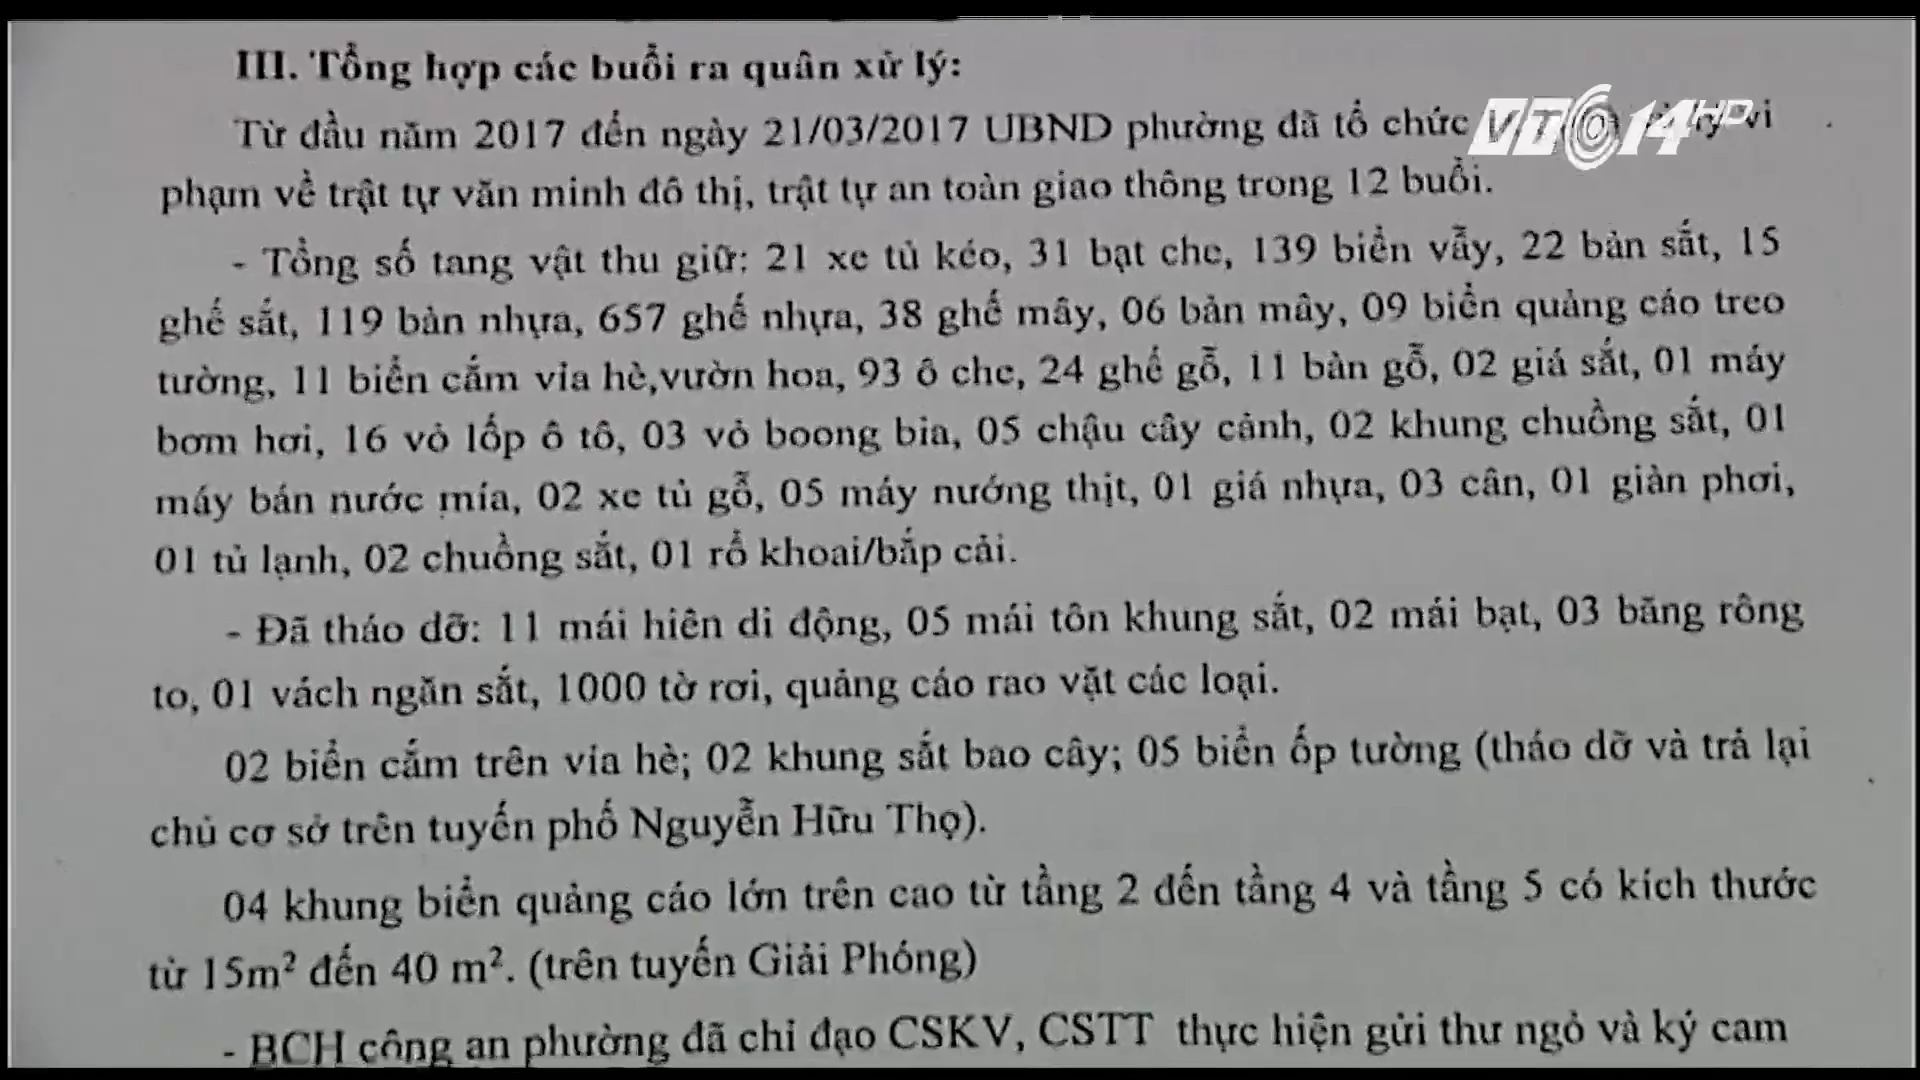 III. Tổng hợp các buổi ra quân xử lý:
Từ đầu năm 2017 đến ngày 21/03/2017 UBND phường đã tổ chức lý vi
VTC14HD
phạm về trật tự văn minh đô thị, trật tự an toàn giao thông trong 12 buổi.
- Tổng số tang vật thu giữ: 21 xe tủ kéo, 31 bạt che, 139 biển vẫy, 22 bàn sắt, 15
ghế sắt, 119 bàn nhựa, 657 ghế nhựa, 38 ghế mây, 06 bàn mây, 09 biển quảng cáo treo
tường, 11 biển cắm vỉa hè,vườn hoa, 93 ô che, 24 ghế gỗ, 11 bàn gỗ, 02 giá sắt, 01 máy
bơm hơi, 16 vỏ lốp ô tô, 03 vỏ boong bia, 05 chậu cây cảnh, 02 khung chuồng sắt, 01
máy bán nước mía, 02 xe tủ gỗ, 05 máy nướng thịt, 01 giá nhựa, 03 cân, 01 giàn phơi,
01 tủ lạnh, 02 chuồng sắt, 01 rổ khoai/bắp cải.
- Đã tháo dỡ: 11 mái hiên di động, 05 mái tôn khung sắt, 02 mái bạt, 03 băng rông
to, 01 vách ngăn sắt, 1000 tờ rơi, quảng cáo rao vặt các loại.
02 biển cắm trên vỉa hè; 02 khung sắt bao cây; 05 biển ốp tường (tháo dỡ và trả lại
chủ cơ sở trên tuyến phố Nguyễn Hữu Thọ).
04 khung biển quảng cáo lớn trên cao từ tầng 2 đến tầng 4 và tầng 5 có kích thước
từ 15m² đến 40 m². (trên tuyến Giải Phóng)
- BCH công an phường đã chỉ đạo CSKV, CSTT thực hiện gửi thư ngỏ và ký cam